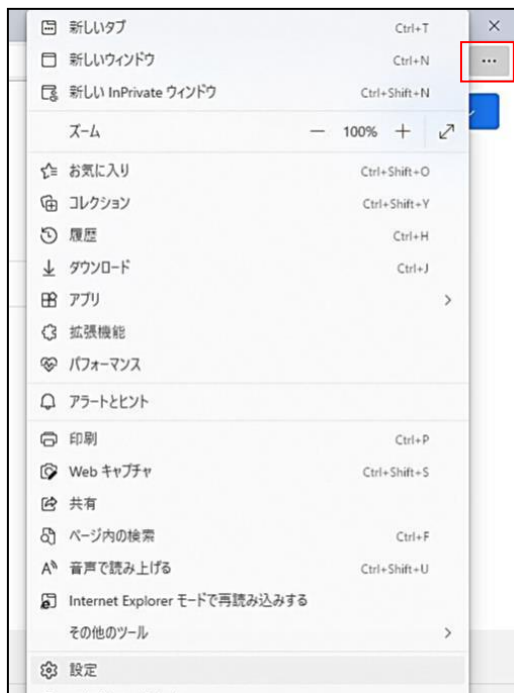 新しいタブ Ctrl+T
新しいウィンドウ Ctrl+N
新しい InPrivate ウィンドウ Ctrl+Shift+N
ズーム 100%
お気に入り Ctrl+Shift+O
コレクション Ctrl+Shift+Y
履歴 Ctrl+H
ダウンロード Ctrl+J
アプリ
拡張機能
パフォーマンス
アラートとヒント
印刷 Ctrl+P
Web キャプチャ Ctrl+Shift+S
共有
ページ内の検索 Ctrl+F
音声で読み上げる Ctrl+Shift+U
Internet Explorer モードで再読み込みする
その他のツール
設定